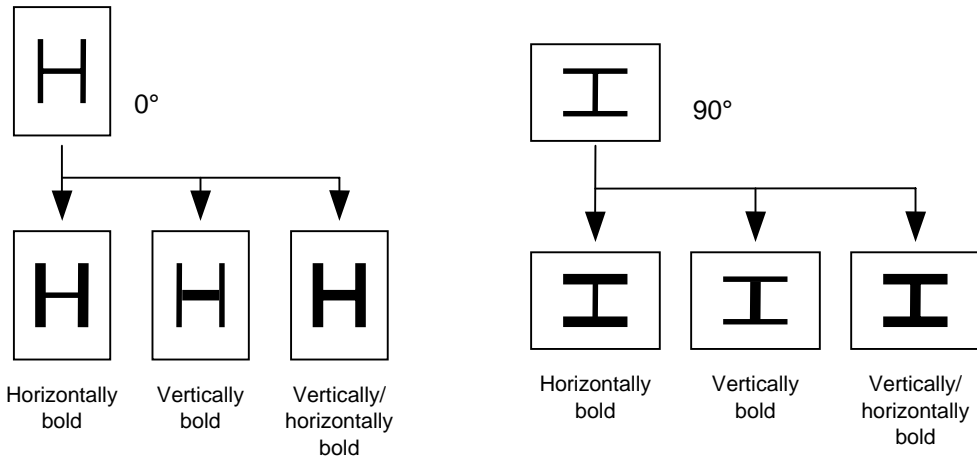 H
0°
H
90°
H
H
H
H
H
H
Horizontally
bold
Vertically
bold
Vertically/
horizontally
bold
Horizontally
bold
Vertically
bold
Vertically/
horizontally
bold